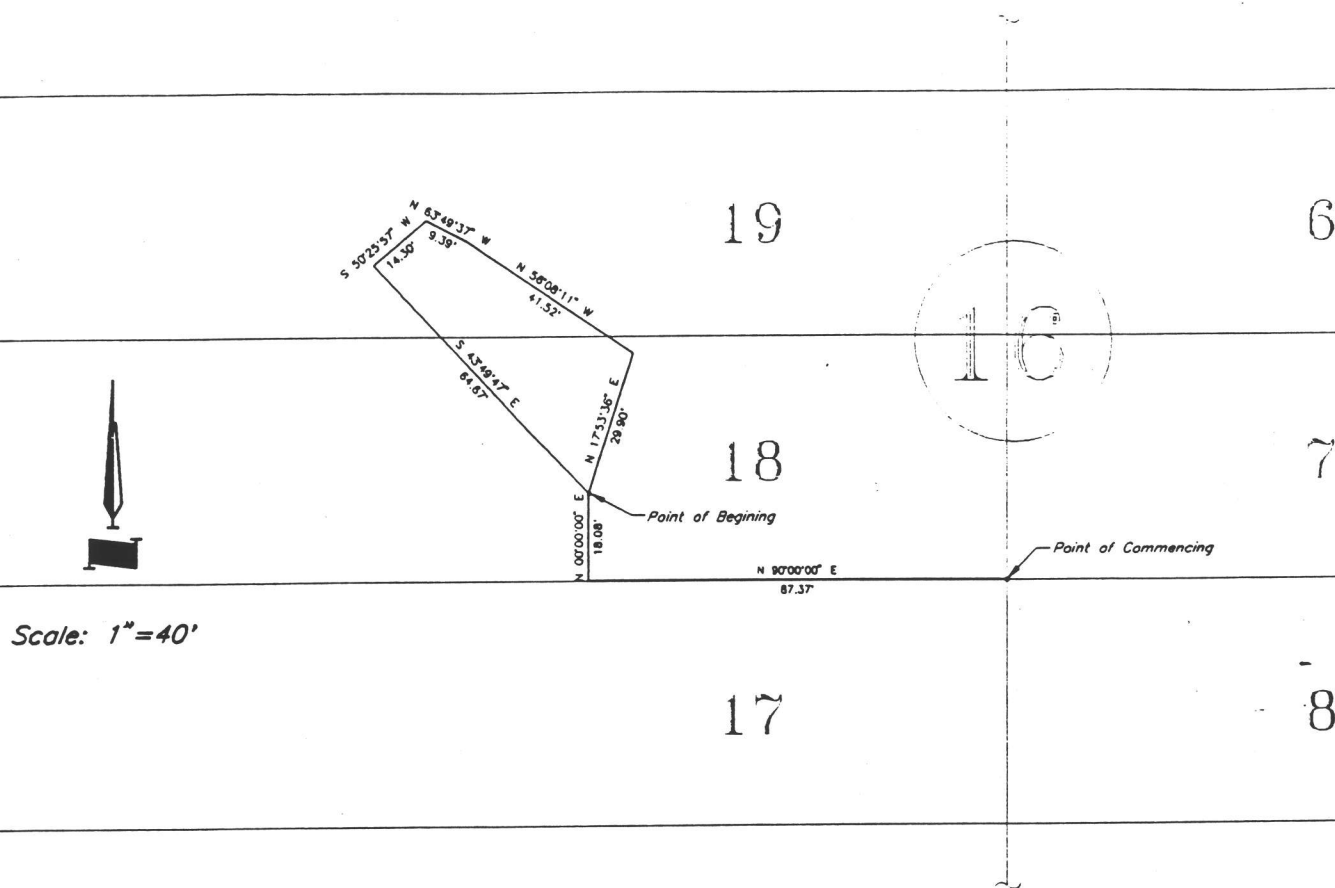 19
6
N 63°49'37" W
9.39'
S 50°25'57" W
14.30'
N 56°08'11" W
41.52'
16
S 43°49'47" E
64.67'
N 17°53'36" E
29.90'
18
7
Point of Begining
N 00°00'00" E
18.08'
Point of Commencing
N 90°00'00" E
87.37'
Scale: 1"=40'
17
8